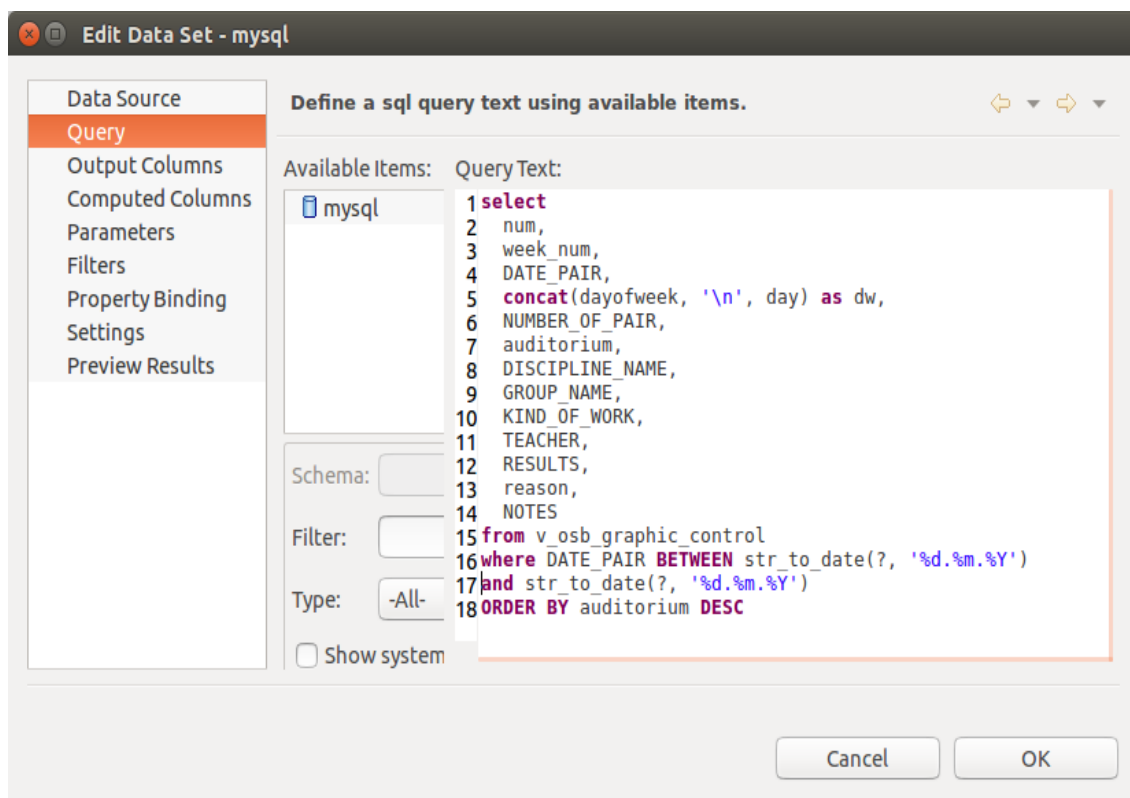 Edit Data Set - mysql
Data Source
Query
Output Columns
Computed Columns
Parameters
Filters
Property Binding
Settings
Preview Results
Define a sql query text using available items.
Available Items:
mysql
Schema:
Filter:
Type:
-All-
Show system
Query Text:
1 select
2 num,
3 week_num,
4 DATE_PAIR,
5 concat(dayofweek, '\n', day) as dw,
6 NUMBER_OF_PAIR,
7 auditorium,
8 DISCIPLINE_NAME,
9 GROUP_NAME,
10 KIND_OF_WORK,
11 TEACHER,
12 RESULTS,
13 reason,
14 NOTES
15 from v_osb_graphic_control
16 where DATE_PAIR BETWEEN str_to_date(?, '%d.%m.%Y')
17 and str_to_date(?, '%d.%m.%Y')
18 ORDER BY auditorium DESC
Cancel
OK